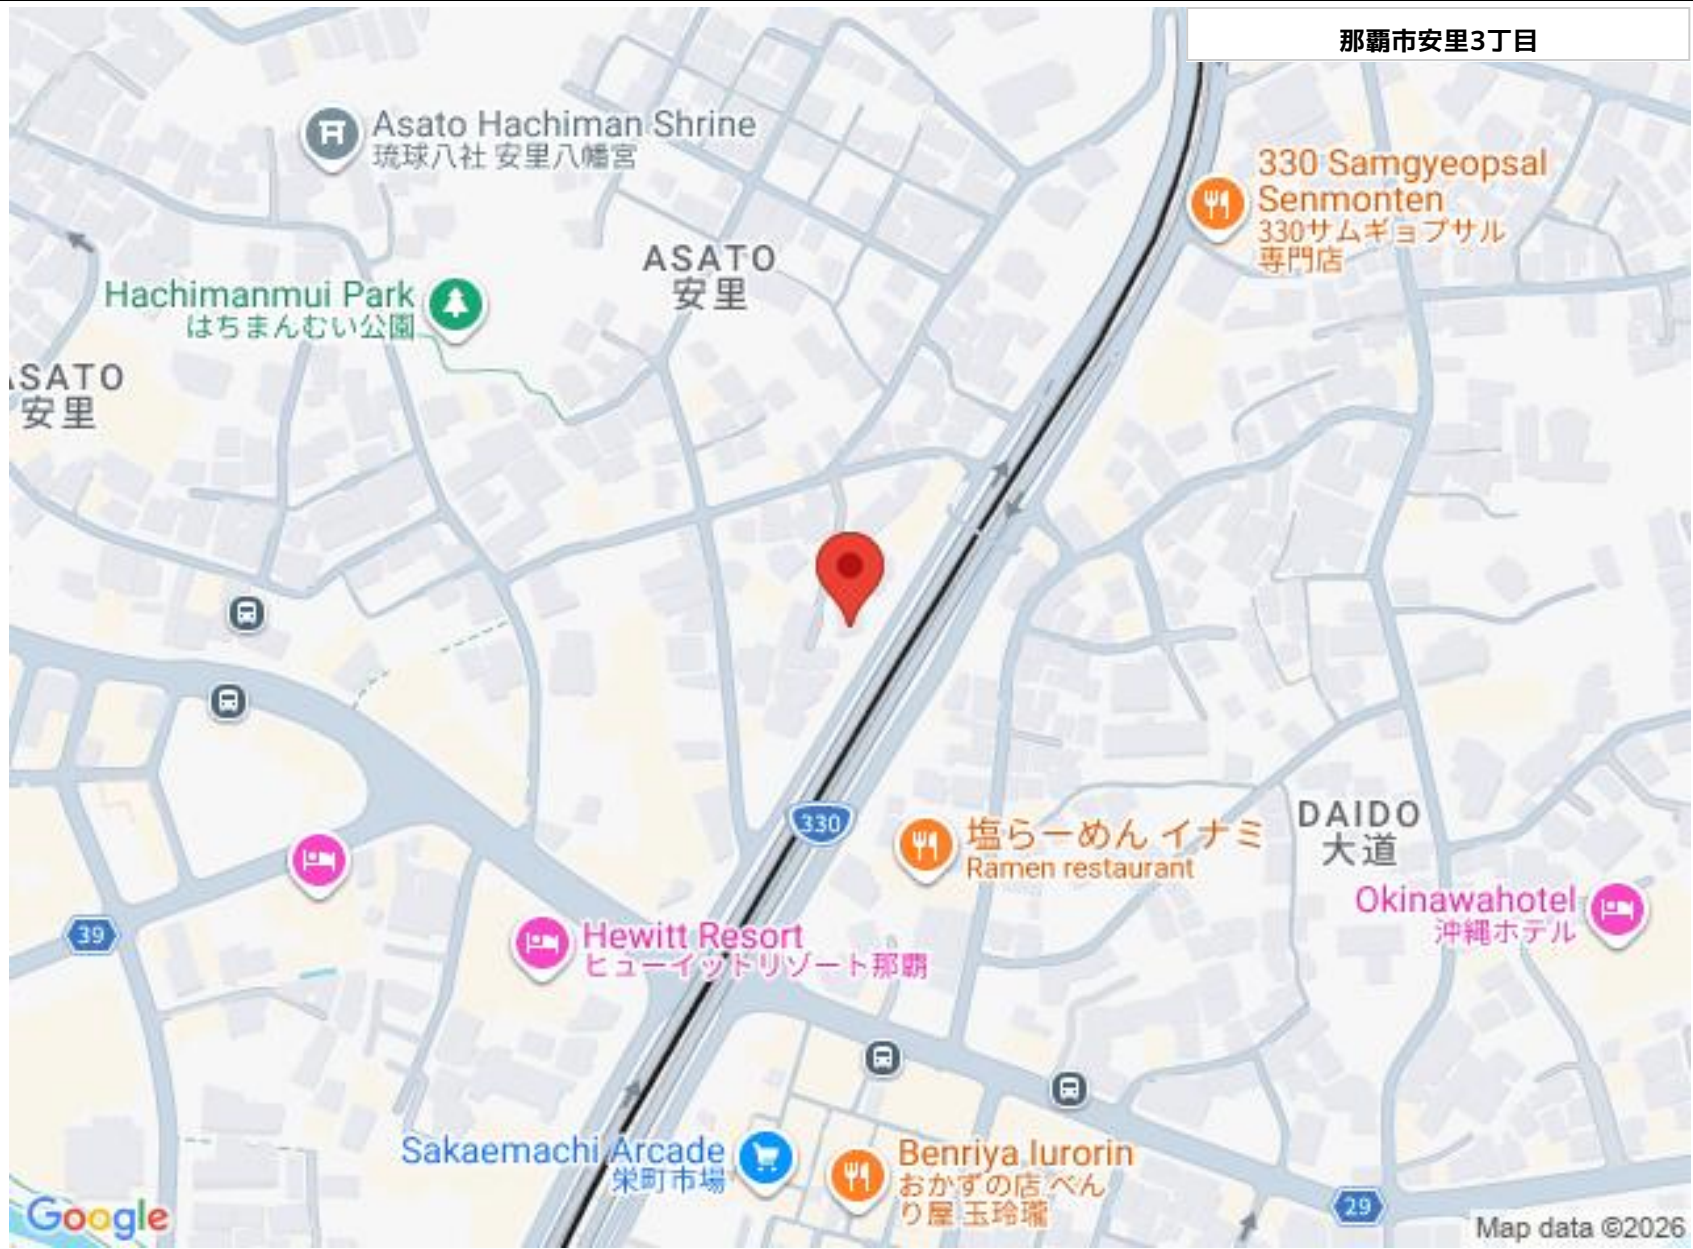 那覇市安里3丁目
Asato Hachiman Shrine
琉球八社 安里八幡宮
330 Samgyeopsal
Senmonten
330サムギョプサル
専門店
ASATO
安里
Hachimanmui Park
はちまんむい公園
ASATO
安里
330
塩らーめん イナミ
Ramen restaurant
DAIDO
大道
Okinawahotel
沖縄ホテル
39
Hewitt Resort
ヒューイットリゾート那覇
Sakaemachi Arcade
栄町市場
Benriya Iurorin
おかずの店 べん
り屋 玉玲瓏
29
Google
Map data ©2026